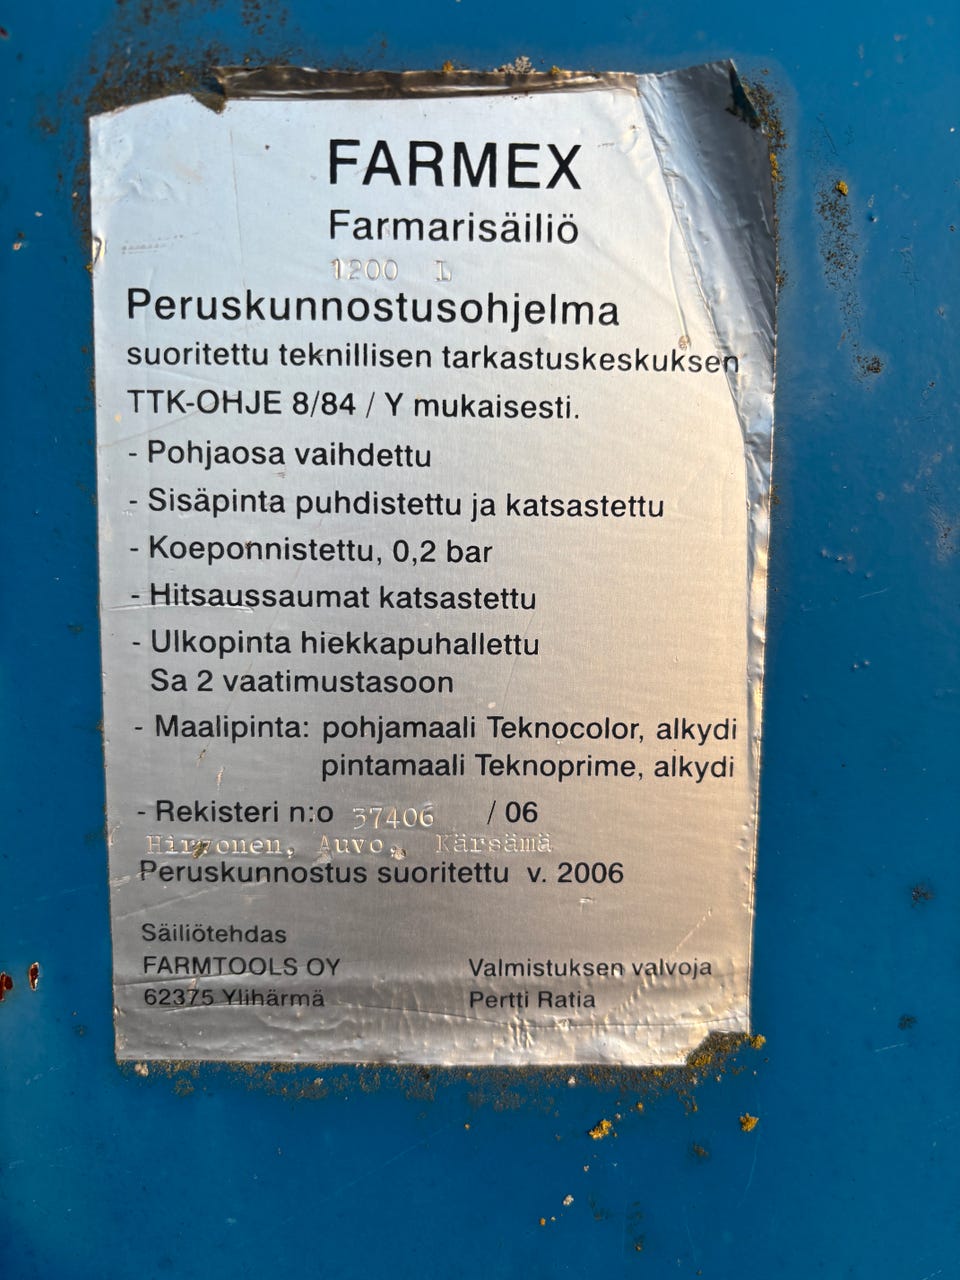 FARMEX
Farmarisäiliö
1200 L
Peruskunnostusohjelma
suoritettu teknillisen tarkastuskeskuksen
TTK-OHJE 8/84 / Y mukaisesti.
- Pohjaosa vaihdettu
- Sisäpinta puhdistettu ja katsastettu
- Koeponnistettu, 0,2 bar
- Hitsaussaumat katsastettu
- Ulkopinta hiekkapuhallettu
Sa 2 vaatimustasoon
- Maalipinta: pohjamaali Teknocolor, alkydi
pintamaali Teknoprime, alkydi
- Rekisteri n:o 37406 / 06
Auvo, Kärsämä
Peruskunnostus suoritettu v. 2006
Säiliötehdas
FARMTOOLS OY
62375 Ylihärmä
Valmistuksen valvoja
Pertti Ratia